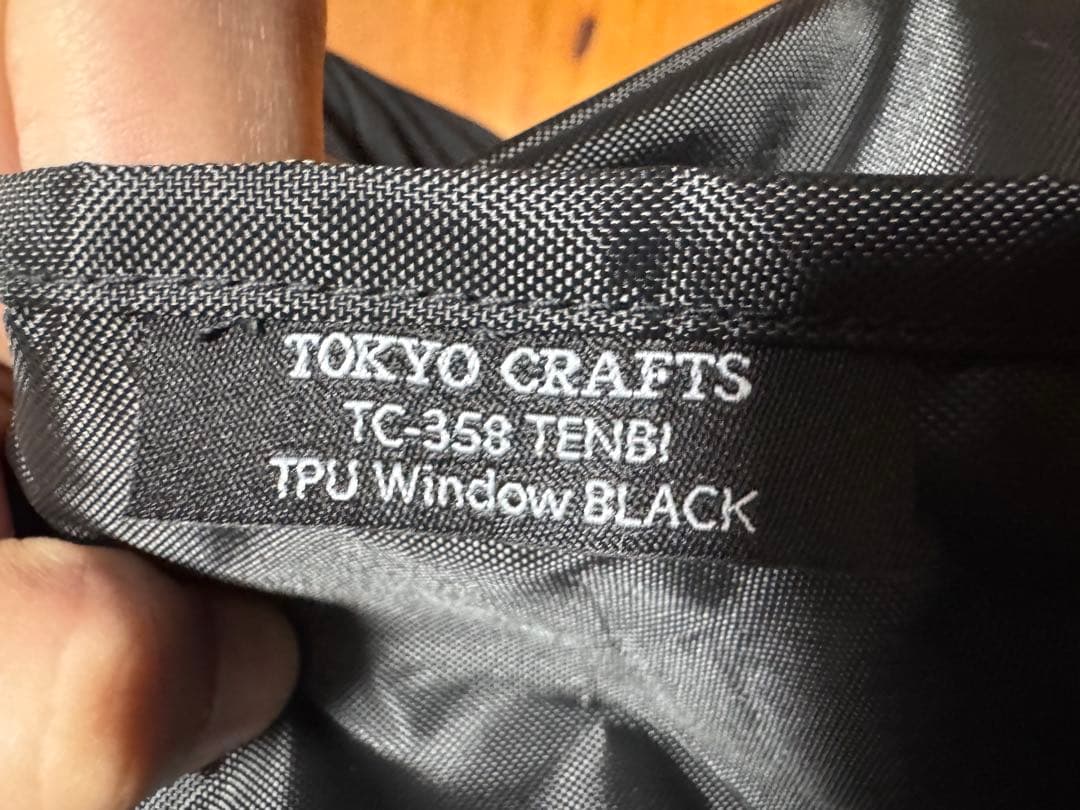 TOKYO CRAFTS
TC-358 TENBI
TPU Window BLACK